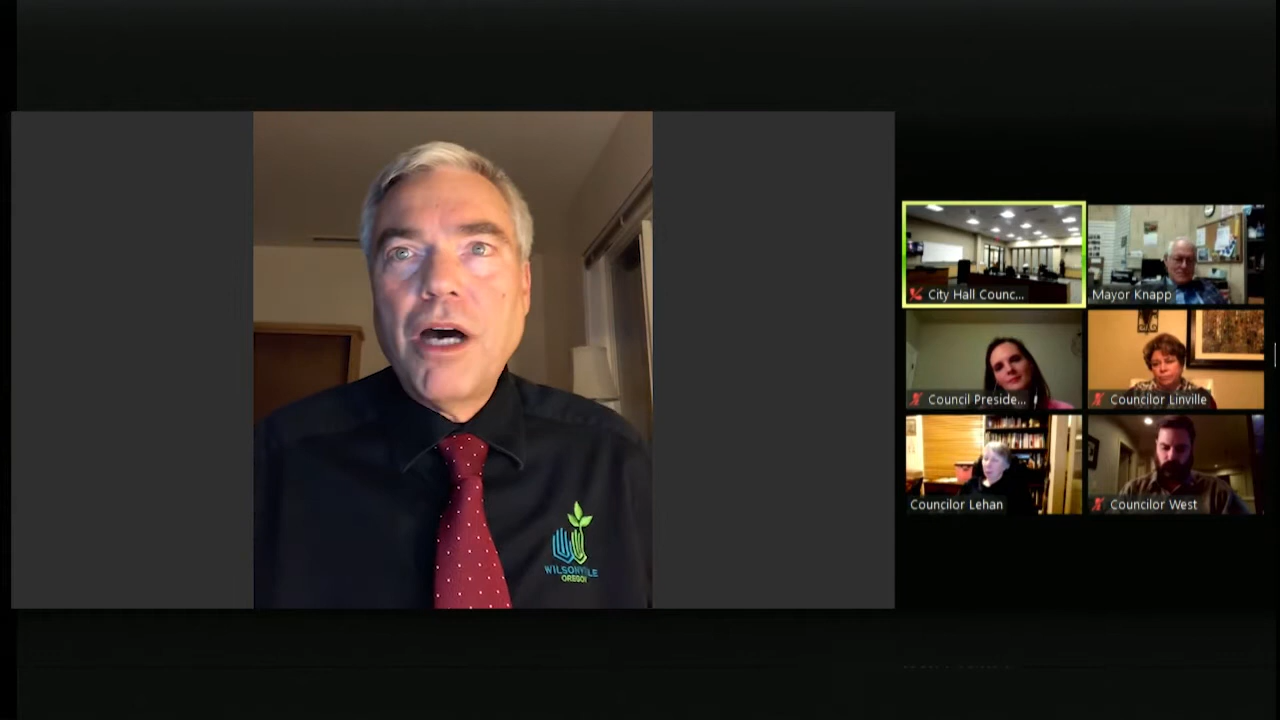 City Hall Counc...
Mayor Knapp
Council Preside...
Councilor Linville
Councilor Lehan
Councilor West
WILSONVILLE
OREGON